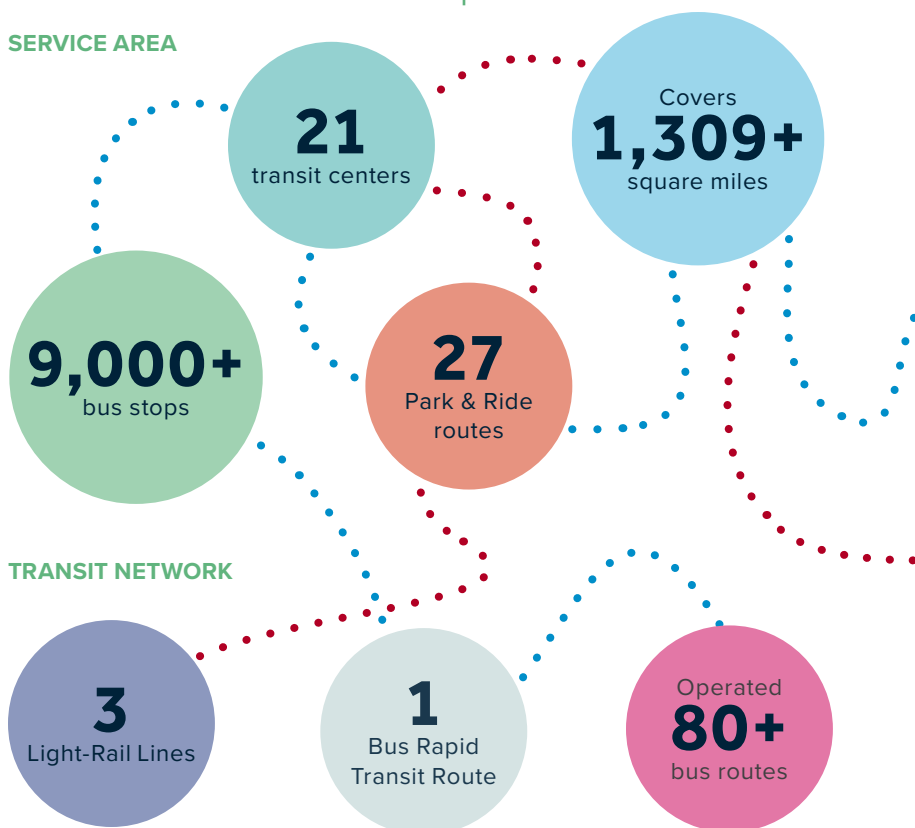 SERVICE AREA
21
transit centers
Covers
1,309+
square miles
9,000+
bus stops
27
Park & Ride
routes
TRANSIT NETWORK
3
Light-Rail Lines
1
Bus Rapid
Transit Route
Operated
80+
bus routes